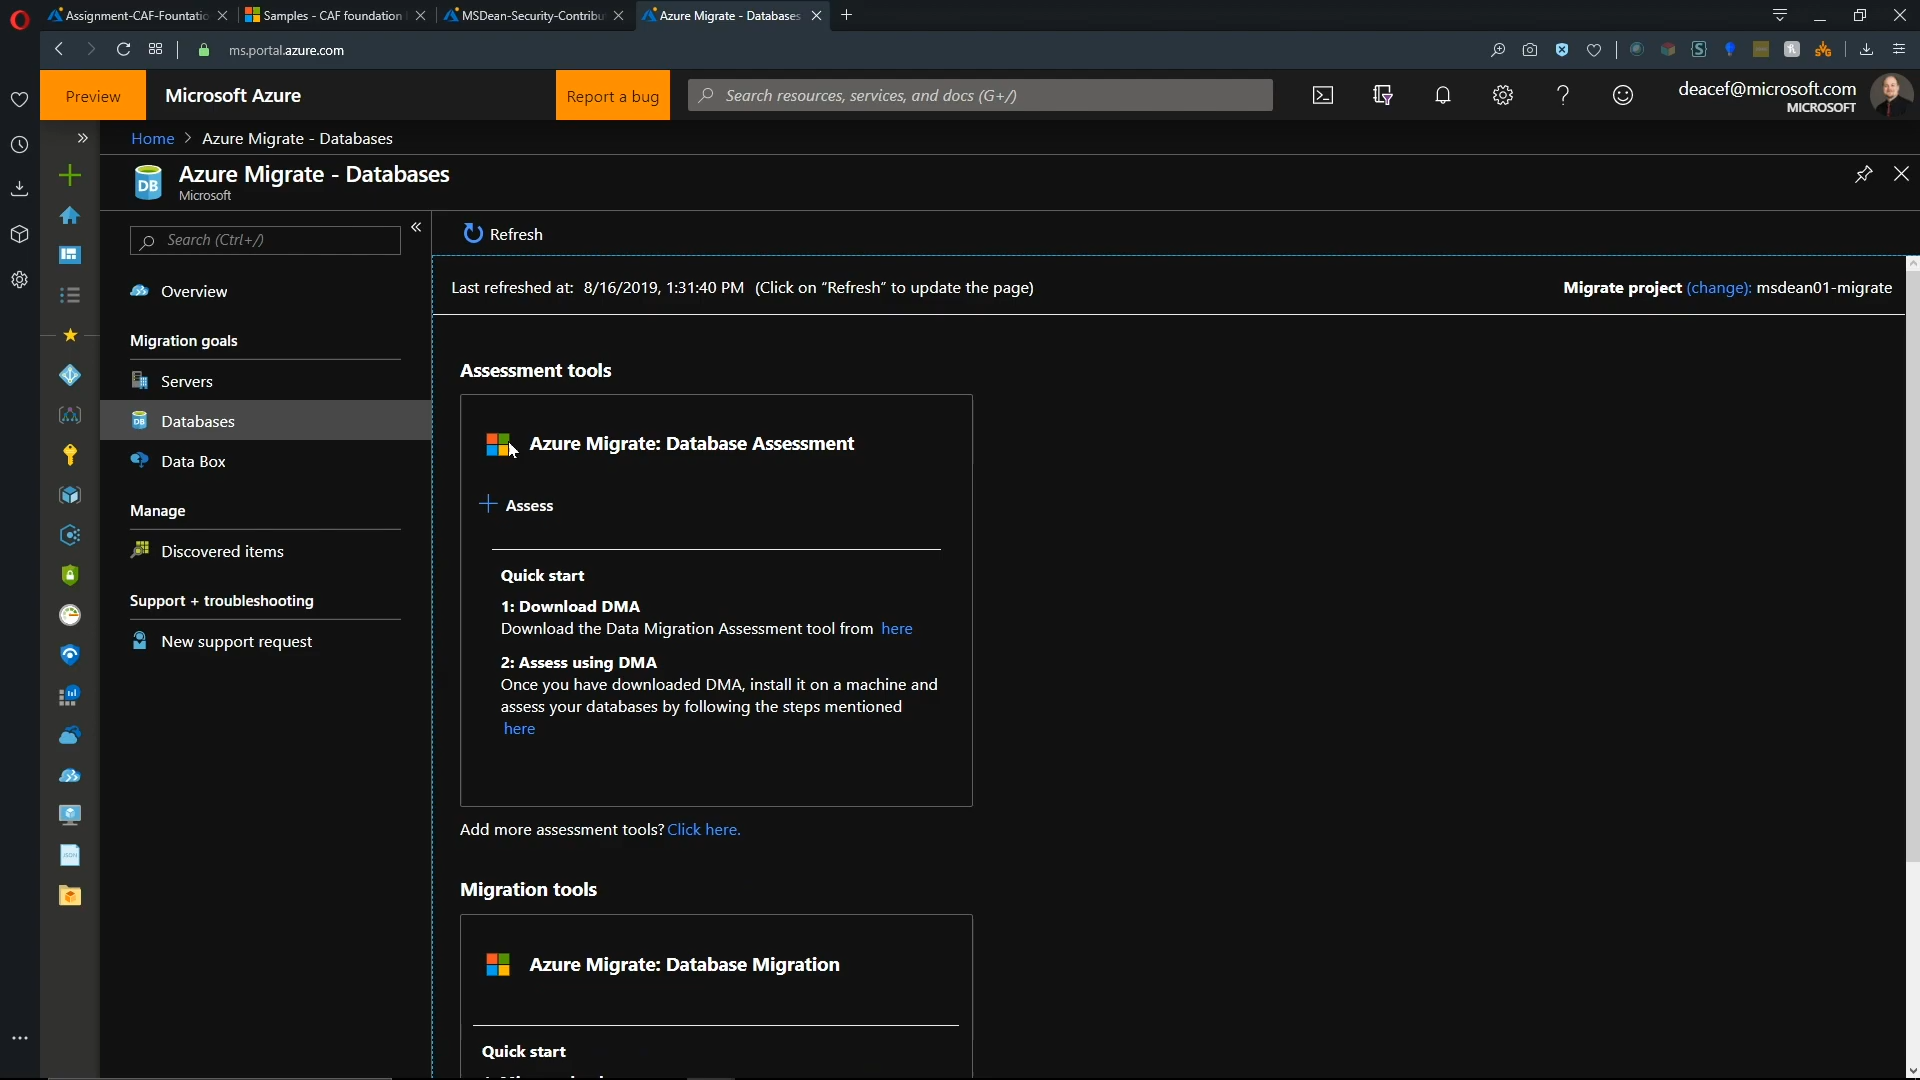 Assignment-CAF-Foundatio
Samples - CAF foundation
MSDean-Security-Contribu
Azure Migrate - Databases
ms.portal.azure.com
Preview
Microsoft Azure
Report a bug
Search resources, services, and docs (G+/)
deacef@microsoft.com
MICROSOFT
Home > Azure Migrate - Databases
DB
Azure Migrate - Databases
Microsoft
Search (Ctrl+/)
Overview
Migration goals
Servers
DB Databases
Data Box
Manage
Discovered items
Support + troubleshooting
New support request
Refresh
Last refreshed at: 8/16/2019, 1:31:40 PM (Click on "Refresh" to update the page)
Migrate project (change): msdean01-migrate
Assessment tools
Azure Migrate: Database Assessment
+ Assess
Quick start
1: Download DMA
Download the Data Migration Assessment tool from here
2: Assess using DMA
Once you have downloaded DMA, install it on a machine and
assess your databases by following the steps mentioned
here
Add more assessment tools? Click here.
Migration tools
Azure Migrate: Database Migration
Quick start